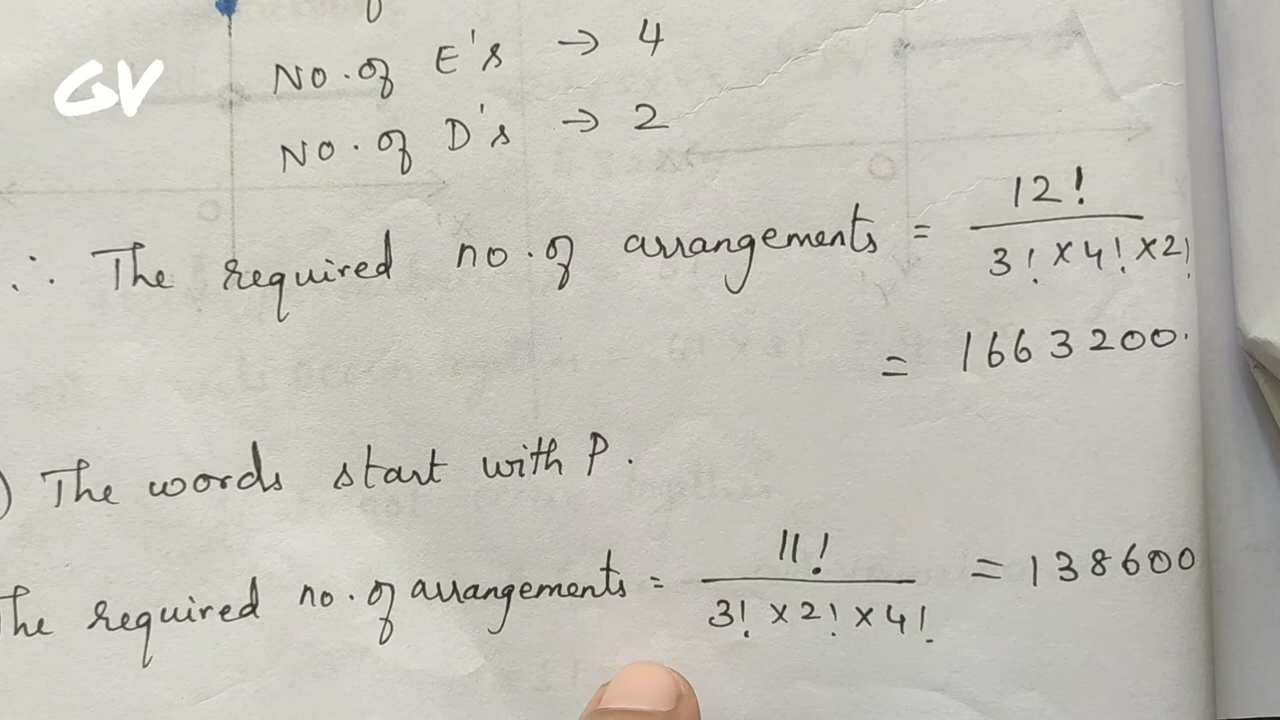 GV
No. of E's → 4
No. of D's → 2
∴ The required no. of arrangements = 12! / 3! × 4! × 2!
= 1663200.
) The words start with P.
The required no. of arrangements = 11! / 3! × 2! × 4! = 138600